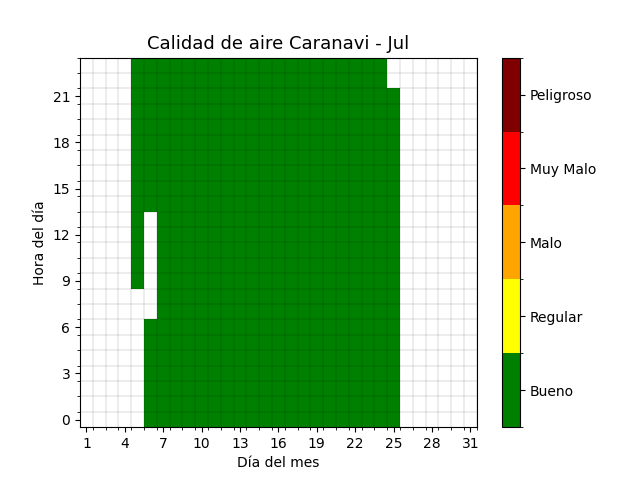 Calidad de aire Caranavi - Jul
Hora del día
21
18
15
12
9
6
3
0
1 4 7 10 13 16 19 22 25 28 31
Día del mes
Peligroso
Muy Malo
Malo
Regular
Bueno